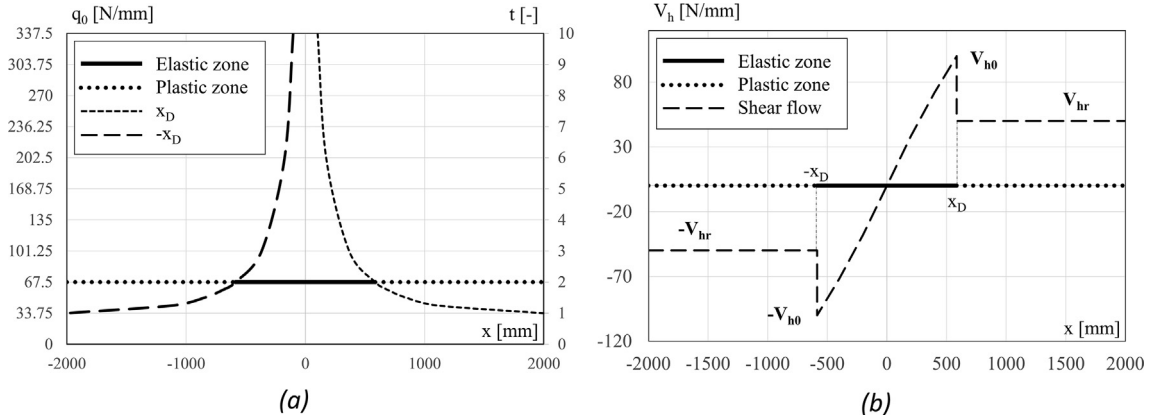 q0 [N/mm]
t [-]
337.5
303.75
270
236.25
202.5
168.75
135
101.25
67.5
33.75
0
10
9
8
7
6
5
4
3
2
1
0
Elastic zone
Plastic zone
xD
-xD
x [mm]
-2000 -1000 0 1000 2000
(a)
Vh [N/mm]
80
30
-20
-70
-120
Elastic zone
Plastic zone
Shear flow
Vh0
Vhr
-xD
xD
-Vhr
-Vh0
x [mm]
-2000 -1500 -1000 -500 0 500 1000 1500 2000
(b)